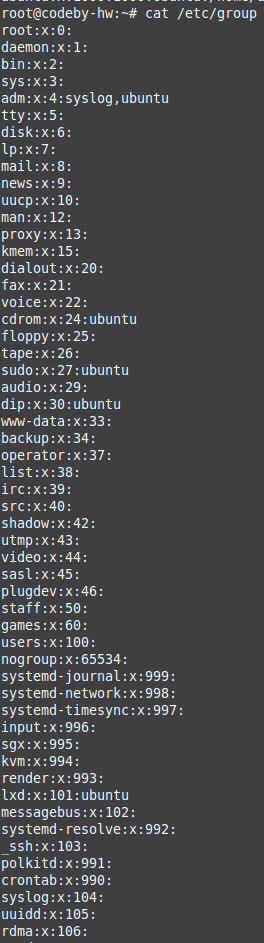 root@codeby-hw:~# cat /etc/group
root:x:0:
daemon:x:1:
bin:x:2:
sys:x:3:
adm:x:4:syslog,ubuntu
tty:x:5:
disk:x:6:
lp:x:7:
mail:x:8:
news:x:9:
uucp:x:10:
man:x:12:
proxy:x:13:
kmem:x:15:
dialout:x:20:
fax:x:21:
voice:x:22:
cdrom:x:24:ubuntu
floppy:x:25:
tape:x:26:
sudo:x:27:ubuntu
audio:x:29:
dip:x:30:ubuntu
www-data:x:33:
backup:x:34:
operator:x:37:
list:x:38:
irc:x:39:
src:x:40:
shadow:x:42:
utmp:x:43:
video:x:44:
sasl:x:45:
plugdev:x:46:
staff:x:50:
games:x:60:
users:x:100:
nogroup:x:65534:
systemd-journal:x:999:
systemd-network:x:998:
systemd-timesync:x:997:
input:x:996:
sgx:x:995:
kvm:x:994:
render:x:993:
lxd:x:101:ubuntu
messagebus:x:102:
systemd-resolve:x:992:
_ssh:x:103:
polkitd:x:991:
crontab:x:990:
syslog:x:104:
uuidd:x:105:
rdma:x:106: